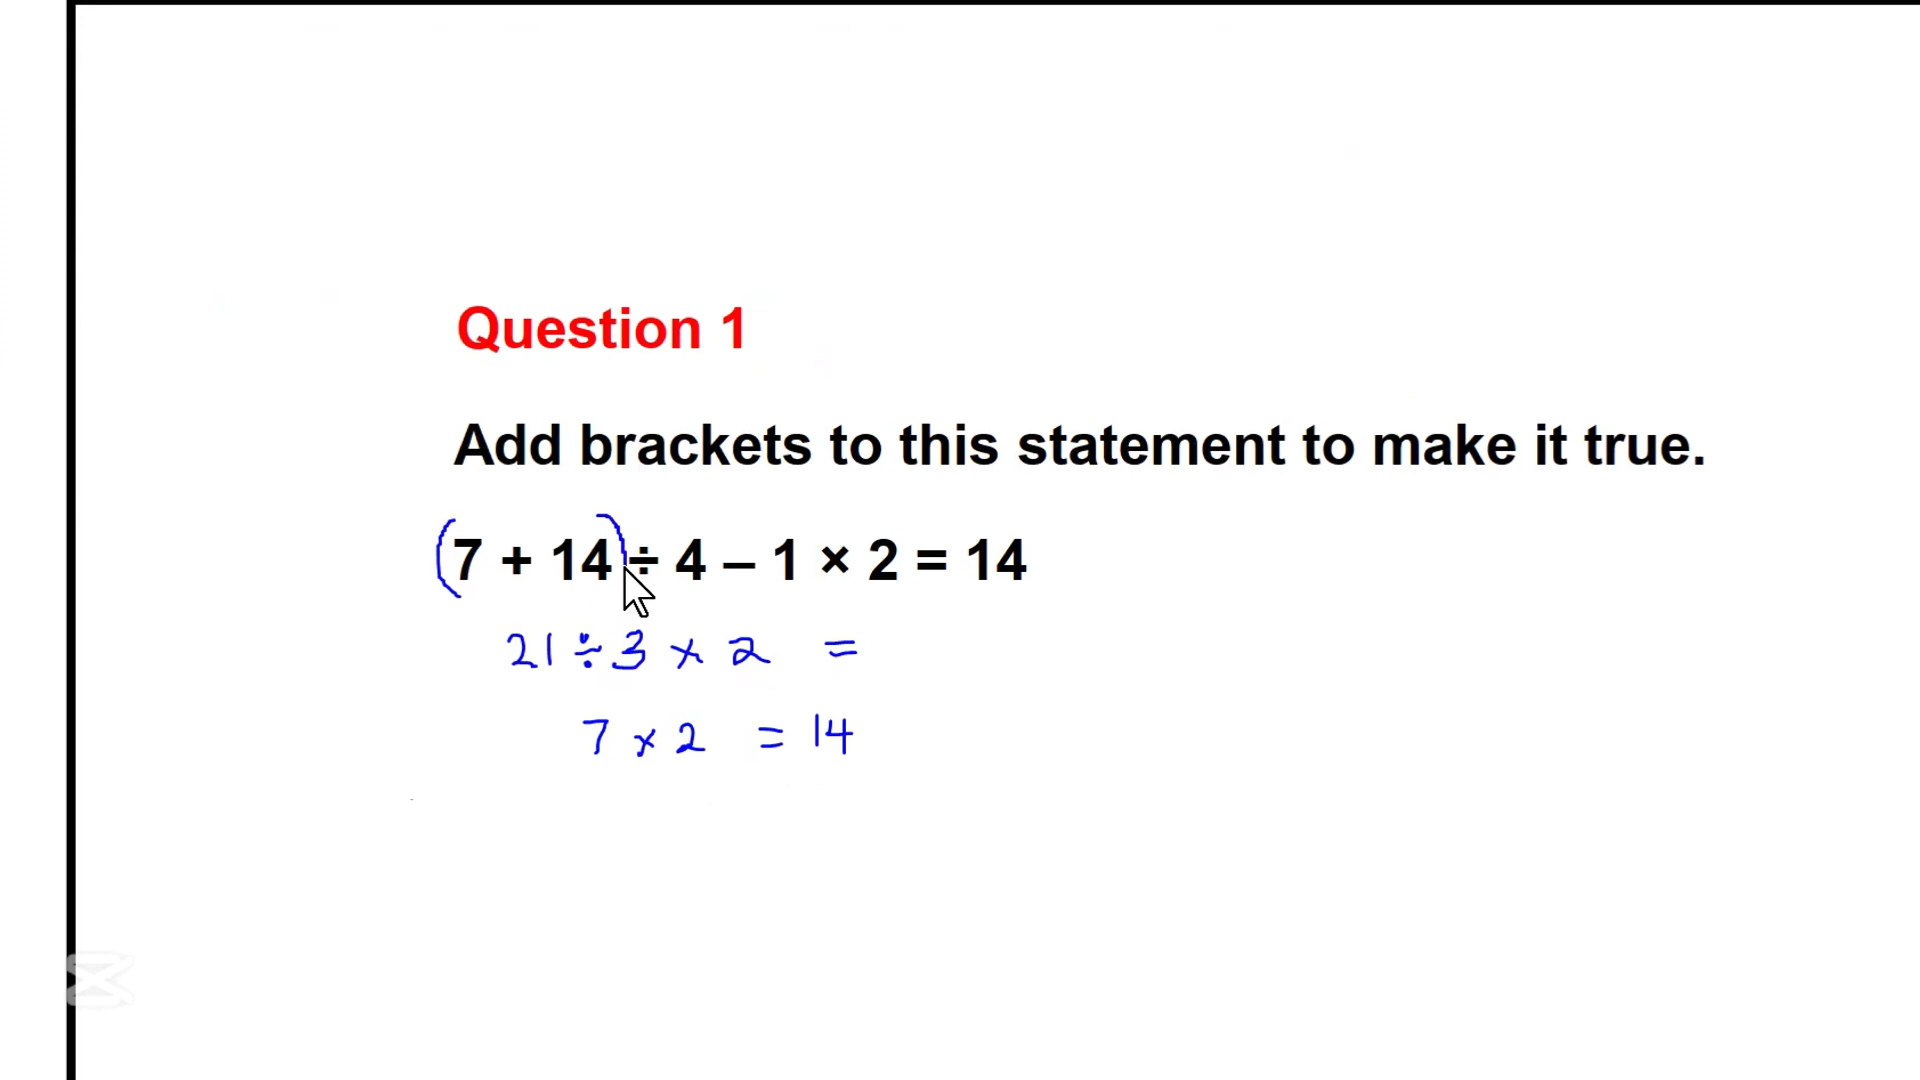 Question 1
Add brackets to this statement to make it true.
(7 + 14) ÷ 4 – 1 × 2 = 14
21 ÷ 3 × 2 =
7 × 2 = 14